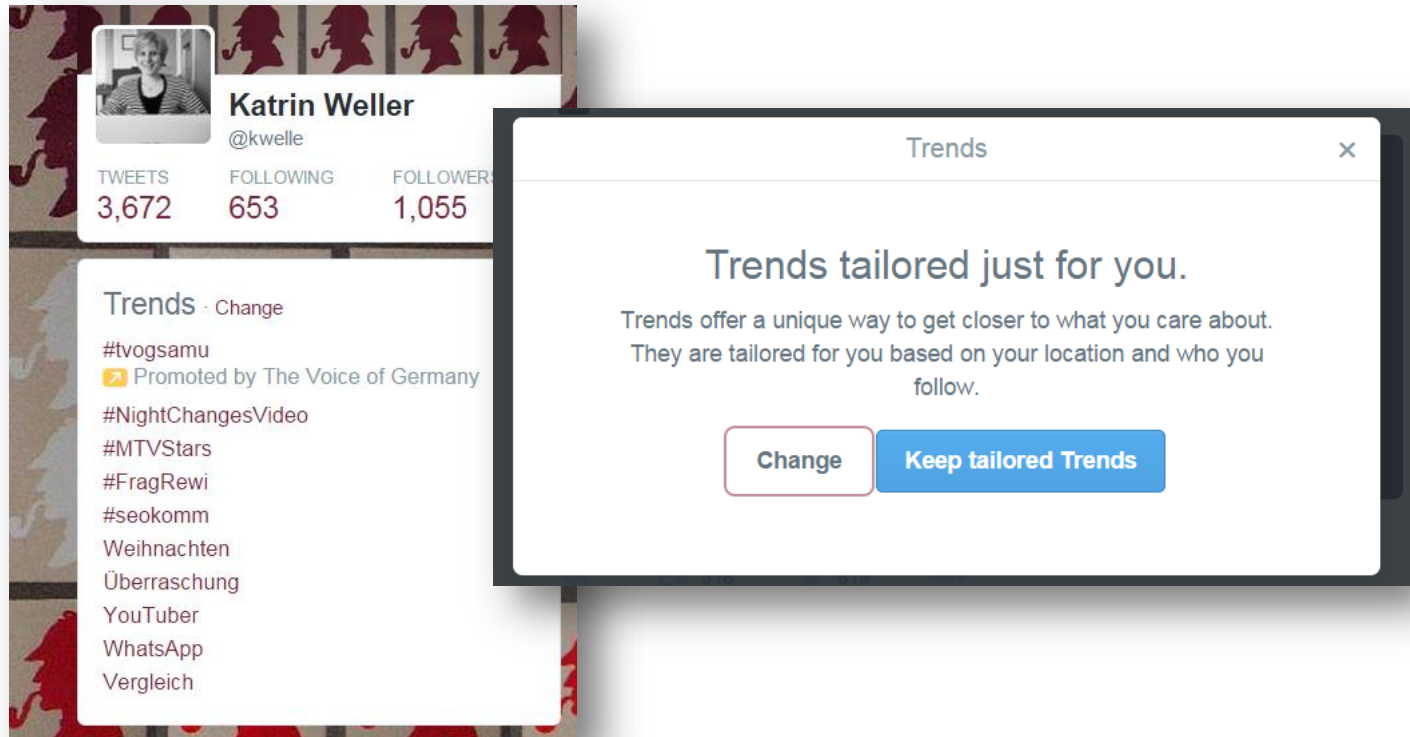 Katrin Weller
@kwelle
TWEETS FOLLOWING FOLLOWERS
3,672 653 1,055
Trends · Change
#tvogsamu
Promoted by The Voice of Germany
#NightChangesVideo
#MTVStars
#FragRewi
#seokomm
Weihnachten
Überraschung
YouTuber
WhatsApp
Vergleich
Trends ×
Trends tailored just for you.
Trends offer a unique way to get closer to what you care about.
They are tailored for you based on your location and who you
follow.
Change Keep tailored Trends